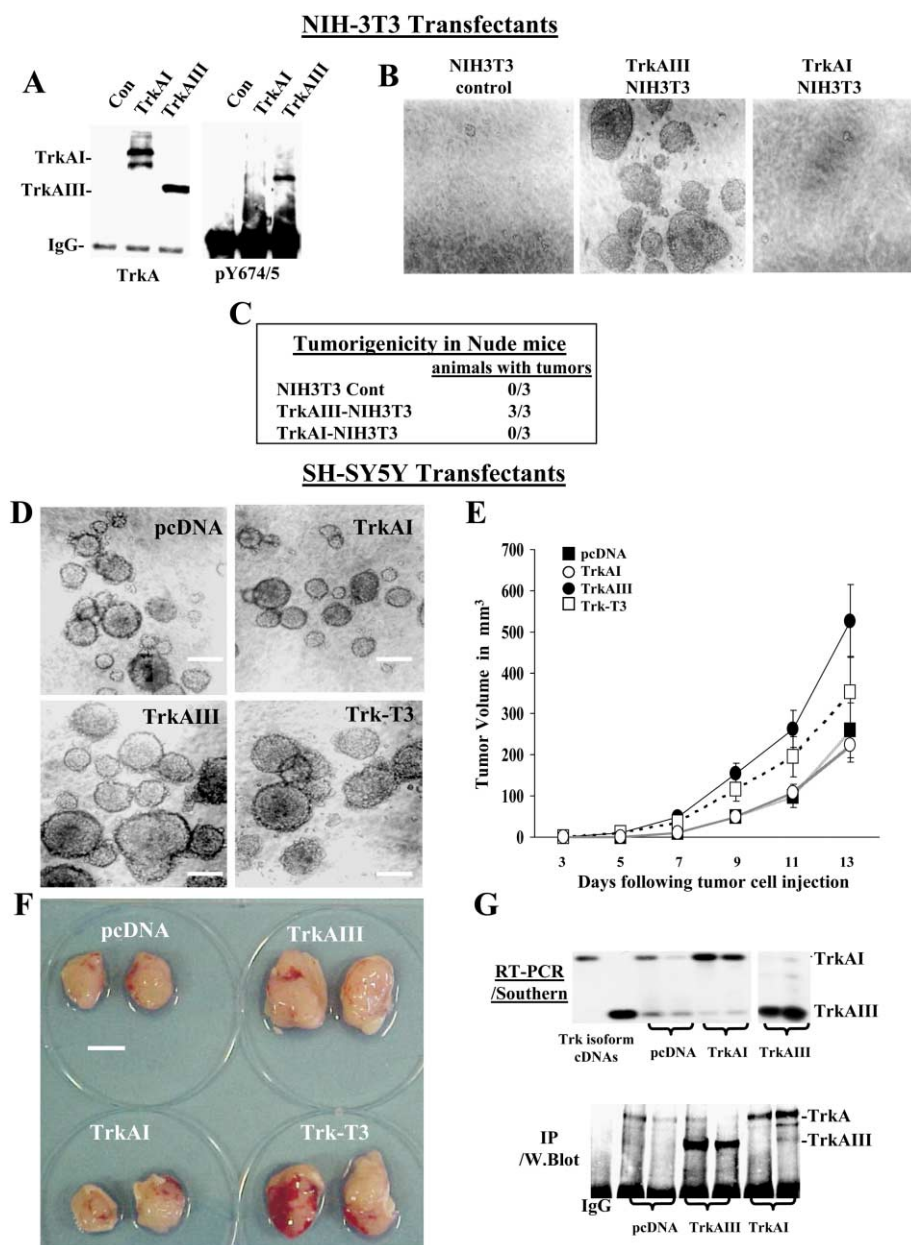 NIH-3T3 Transfectants
A
Con
TrkAI
TrkAIII
Con
TrkAI
TrkAIII
TrkAI-
TrkAIII-
IgG-
TrkA
pY674/5
B
NIH3T3
control
TrkAIII
NIH3T3
TrkAI
NIH3T3
C
Tumorigenicity in Nude mice
animals with tumors
NIH3T3 Cont 0/3
TrkAIII-NIH3T3 3/3
TrkAI-NIH3T3 0/3
SH-SY5Y Transfectants
D
pcDNA
TrkAI
TrkAIII
Trk-T3
E
pcDNA
TrkAI
TrkAIII
Trk-T3
Tumor Volume in mm³
700
600
500
400
300
200
100
0
3 5 7 9 11 13
Days following tumor cell injection
F
pcDNA
TrkAIII
TrkAI
Trk-T3
G
RT-PCR
/Southern
TrkAI
TrkAIII
Trk isoform
cDNAs
pcDNA
TrkAI
TrkAIII
IP
/W.Blot
-TrkA
-TrkAIII
IgG
pcDNA
TrkAIII
TrkAI